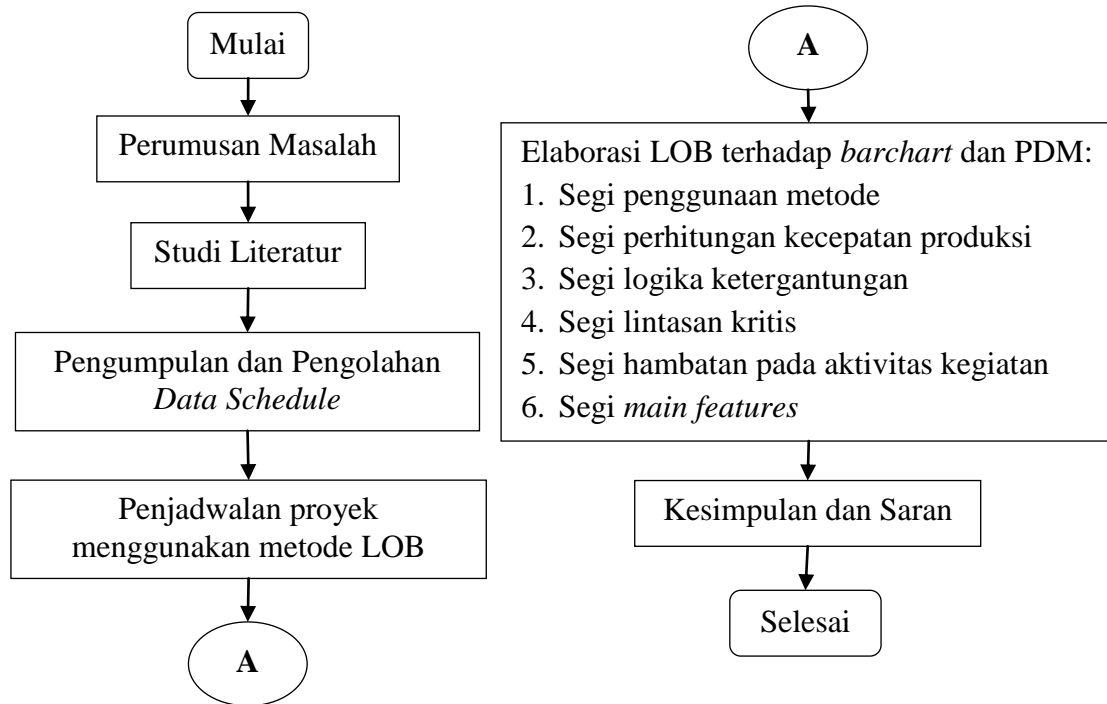 Mulai
Perumusan Masalah
Studi Literatur
Pengumpulan dan Pengolahan
Data Schedule
Penjadwalan proyek
menggunakan metode LOB
A
A
Elaborasi LOB terhadap barchart dan PDM:
1. Segi penggunaan metode
2. Segi perhitungan kecepatan produksi
3. Segi logika ketergantungan
4. Segi lintasan kritis
5. Segi hambatan pada aktivitas kegiatan
6. Segi main features
Kesimpulan dan Saran
Selesai